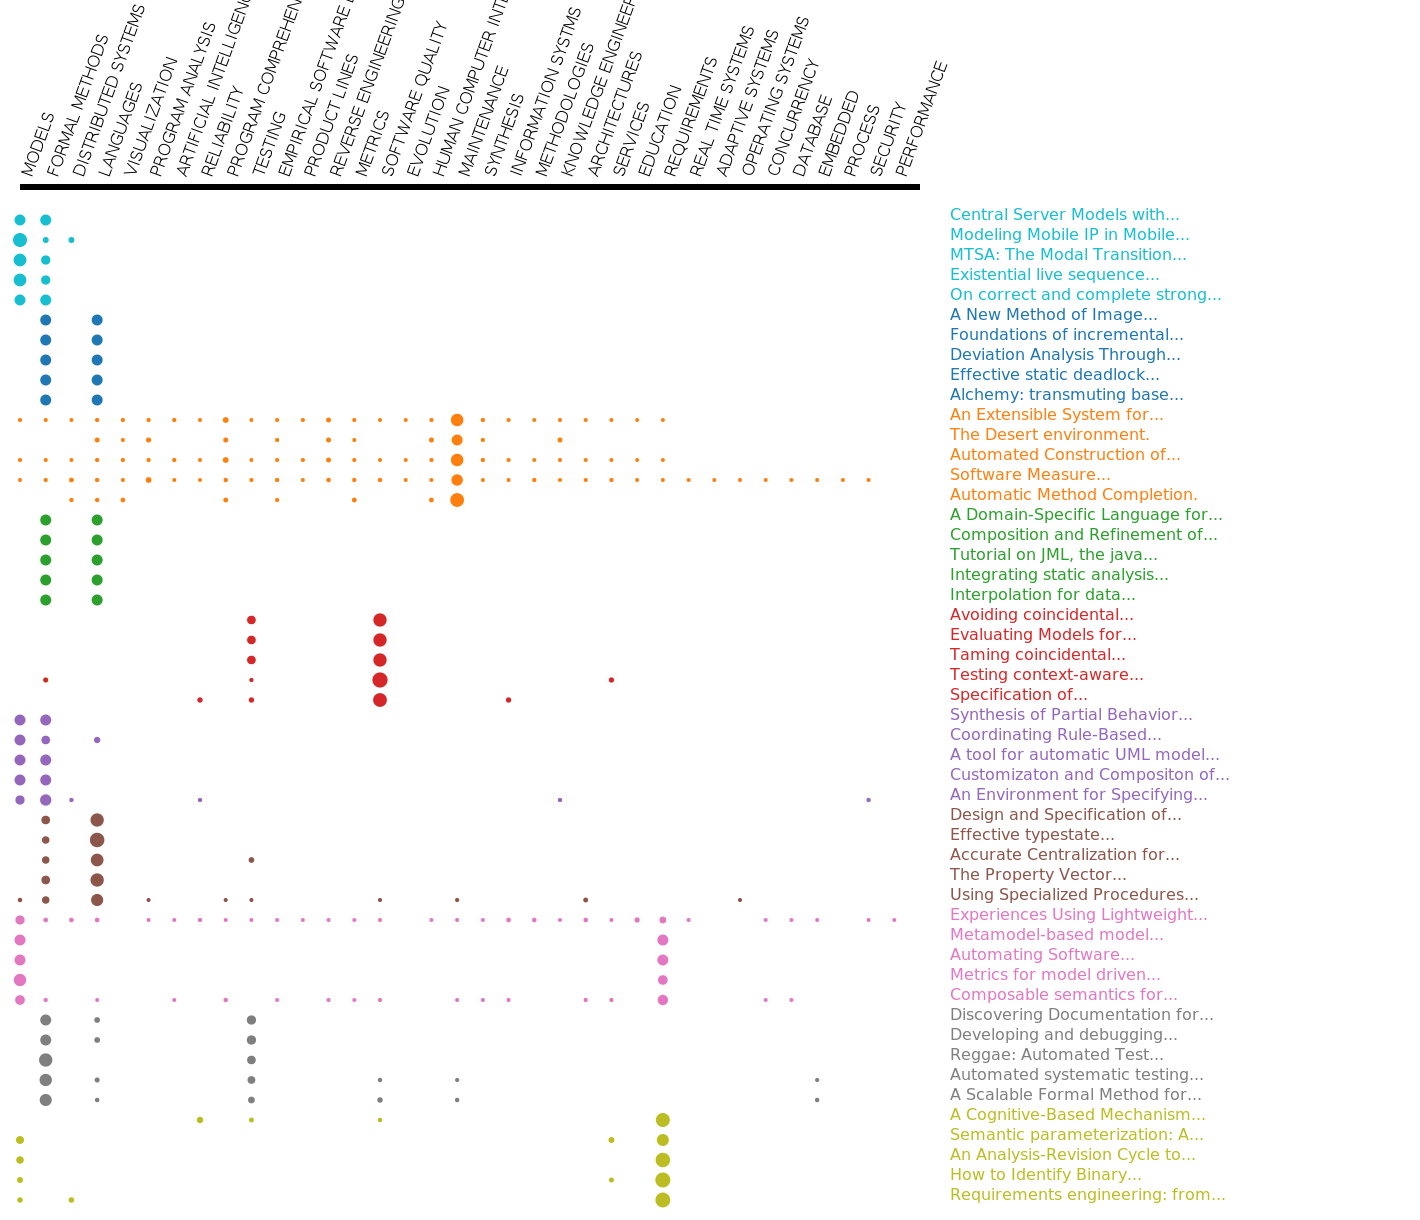 MODELS
FORMAL METHODS
DISTRIBUTED SYSTEMS
LANGUAGES
VISUALIZATION
PROGRAM ANALYSIS
ARTIFICIAL INTELLIGENC
RELIABILITY
PROGRAM COMPREHEN
TESTING
EMPIRICAL SOFTWARE
PRODUCT LINES
REVERSE ENGINEERING
METRICS
SOFTWARE QUALITY
EVOLUTION
HUMAN COMPUTER INTE
MAINTENANCE
SYNTHESIS
INFORMATION SYSTMS
METHODOLOGIES
KNOWLEDGE ENGINEER
ARCHITECTURES
SERVICES
EDUCATION
REQUIREMENTS
REAL TIME SYSTEMS
ADAPTIVE SYSTEMS
OPERATING SYSTEMS
CONCURRENCY
DATABASE
EMBEDDED
PROCESS
SECURITY
PERFORMANCE
Central Server Models with...
Modeling Mobile IP in Mobile...
MTSA: The Modal Transition...
Existential live sequence...
On correct and complete strong...
A New Method of Image...
Foundations of incremental...
Deviation Analysis Through...
Effective static deadlock...
Alchemy: transmuting base...
An Extensible System for...
The Desert environment.
Automated Construction of...
Software Measure...
Automatic Method Completion.
A Domain-Specific Language for...
Composition and Refinement of...
Tutorial on JML, the java...
Integrating static analysis...
Interpolation for data...
Avoiding coincidental...
Evaluating Models for...
Taming coincidental...
Testing context-aware...
Specification of...
Synthesis of Partial Behavior...
Coordinating Rule-Based...
A tool for automatic UML model...
Customizaton and Compositon of...
An Environment for Specifying...
Design and Specification of...
Effective typestate...
Accurate Centralization for...
The Property Vector...
Using Specialized Procedures...
Experiences Using Lightweight...
Metamodel-based model...
Automating Software...
Metrics for model driven...
Composable semantics for...
Discovering Documentation for...
Developing and debugging...
Reggae: Automated Test...
Automated systematic testing...
A Scalable Formal Method for...
A Cognitive-Based Mechanism...
Semantic parameterization: A...
An Analysis-Revision Cycle to...
How to Identify Binary...
Requirements engineering: from...